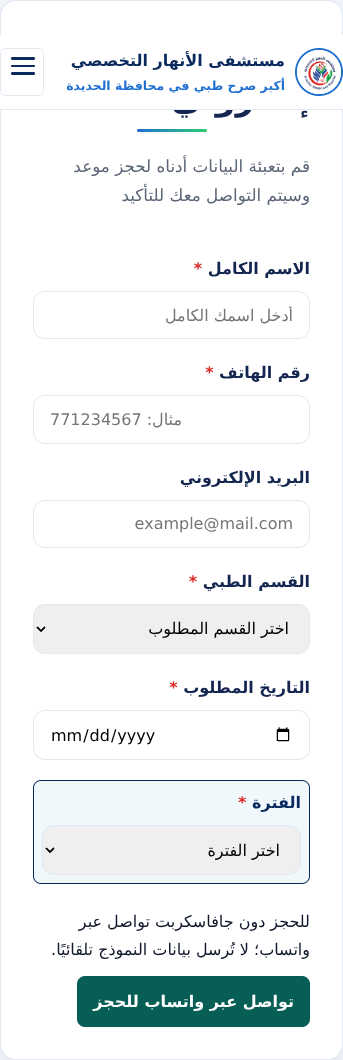 مستشفى الأنهار التخصصي
أكبر صرح طبي في محافظة الحديدة
قم بتعبئة البيانات أدناه لحجز موعد
وسيتم التواصل معك للتأكيد
الاسم الكامل *
أدخل اسمك الكامل
رقم الهاتف *
مثال: 771234567
البريد الإلكتروني
example@mail.com
القسم الطبي *
اختر القسم المطلوب
التاريخ المطلوب *
mm/dd/yyyy
الفترة *
اختر الفترة
للحجز دون جافاسكربت تواصل عبر
واتساب؛ لا تُرسل بيانات النموذج تلقائيًا.
تواصل عبر واتساب للحجز